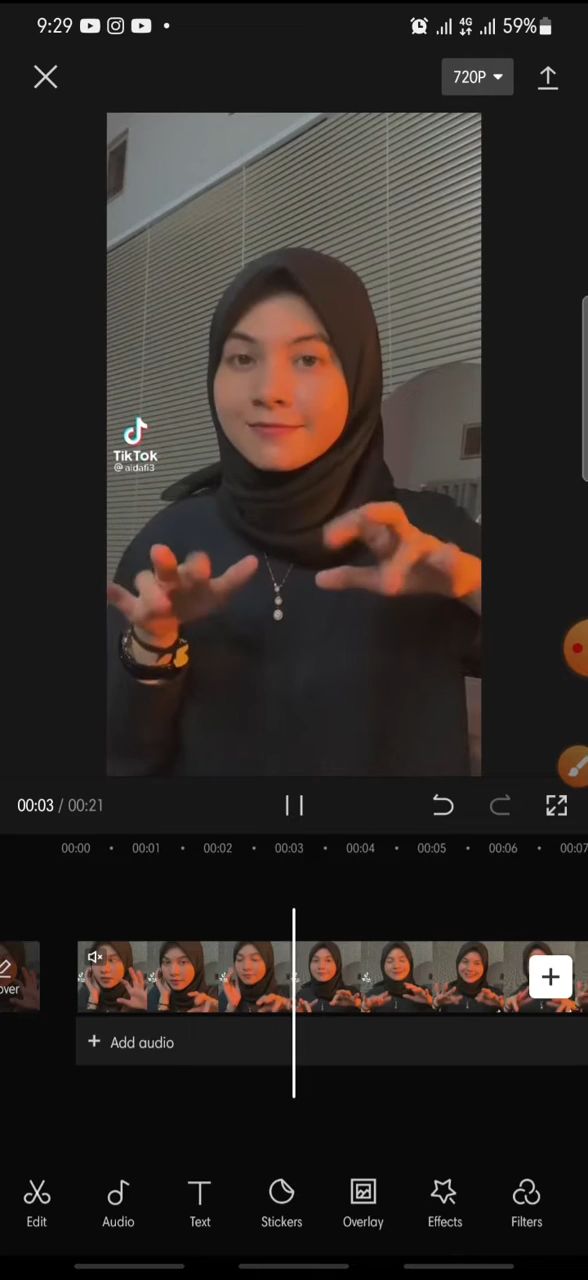 9:29
4G
59%
720P
TikTok
@aidafi3
00:03 / 00:21
00:00 00:01 00:02 00:03 00:04 00:05 00:06 00:07
over
+ Add audio
Edit Audio Text Stickers Overlay Effects Filters